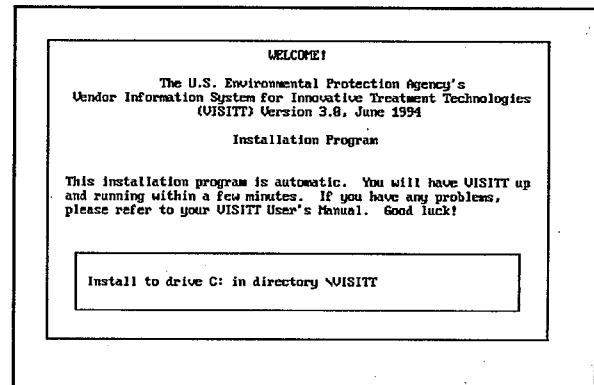 WELCOME!
The U.S. Environmental Protection Agency's
Vendor Information System for Innovative Treatment Technologies
(VISITT) Version 3.0, June 1994
Installation Program
This installation program is automatic. You will have VISITT up
and running within a few minutes. If you have any problems,
please refer to your VISITT User's Manual. Good luck!
Install to drive C: in directory \VISITT